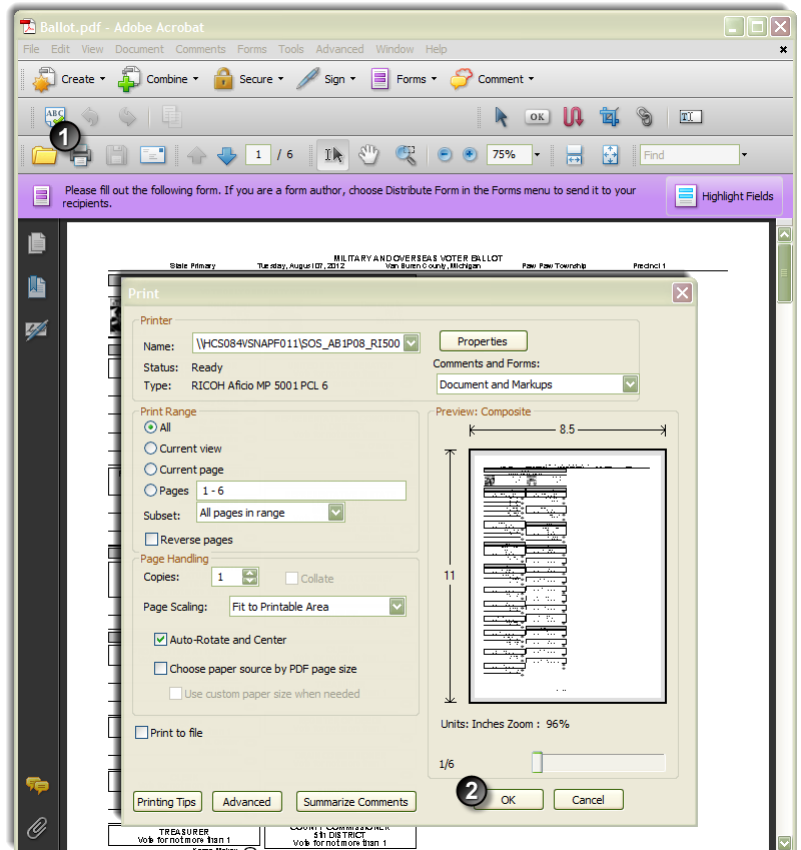 Ballot.pdf - Adobe Acrobat
File Edit View Document Comments Forms Tools Advanced Window Help
Create Combine Secure Sign Forms Comment
ABC OK T
1
1 / 6 75% Find
Please fill out the following form. If you are a form author, choose Distribute Form in the Forms menu to send it to your
recipients.
Highlight Fields
MILITARY AND OVERSEAS VOTER BALLOT
State Primary Tuesday, August 07, 2012 Van Buren County, Michigan Paw Paw Township Precinct 1
Print
Printer
Name: \\HCS084VSNAPF011\SOS_AB1P08_RI500 Properties
Status: Ready Comments and Forms:
Type: RICOH Aficio MP 5001 PCL 6 Document and Markups
Print Range
All
Current view
Current page
Pages 1 - 6
Subset: All pages in range
Reverse pages
Page Handling
Copies: 1 Collate
Page Scaling: Fit to Printable Area
Auto-Rotate and Center
Choose paper source by PDF page size
Use custom paper size when needed
Print to file
Preview: Composite
8.5
11
Units: Inches Zoom : 96%
1/6
2
Printing Tips Advanced Summarize Comments OK Cancel
TREASURER
Vote for not more than 1
COUNTY COMMISSIONER
5th DISTRICT
Vote for not more than 1